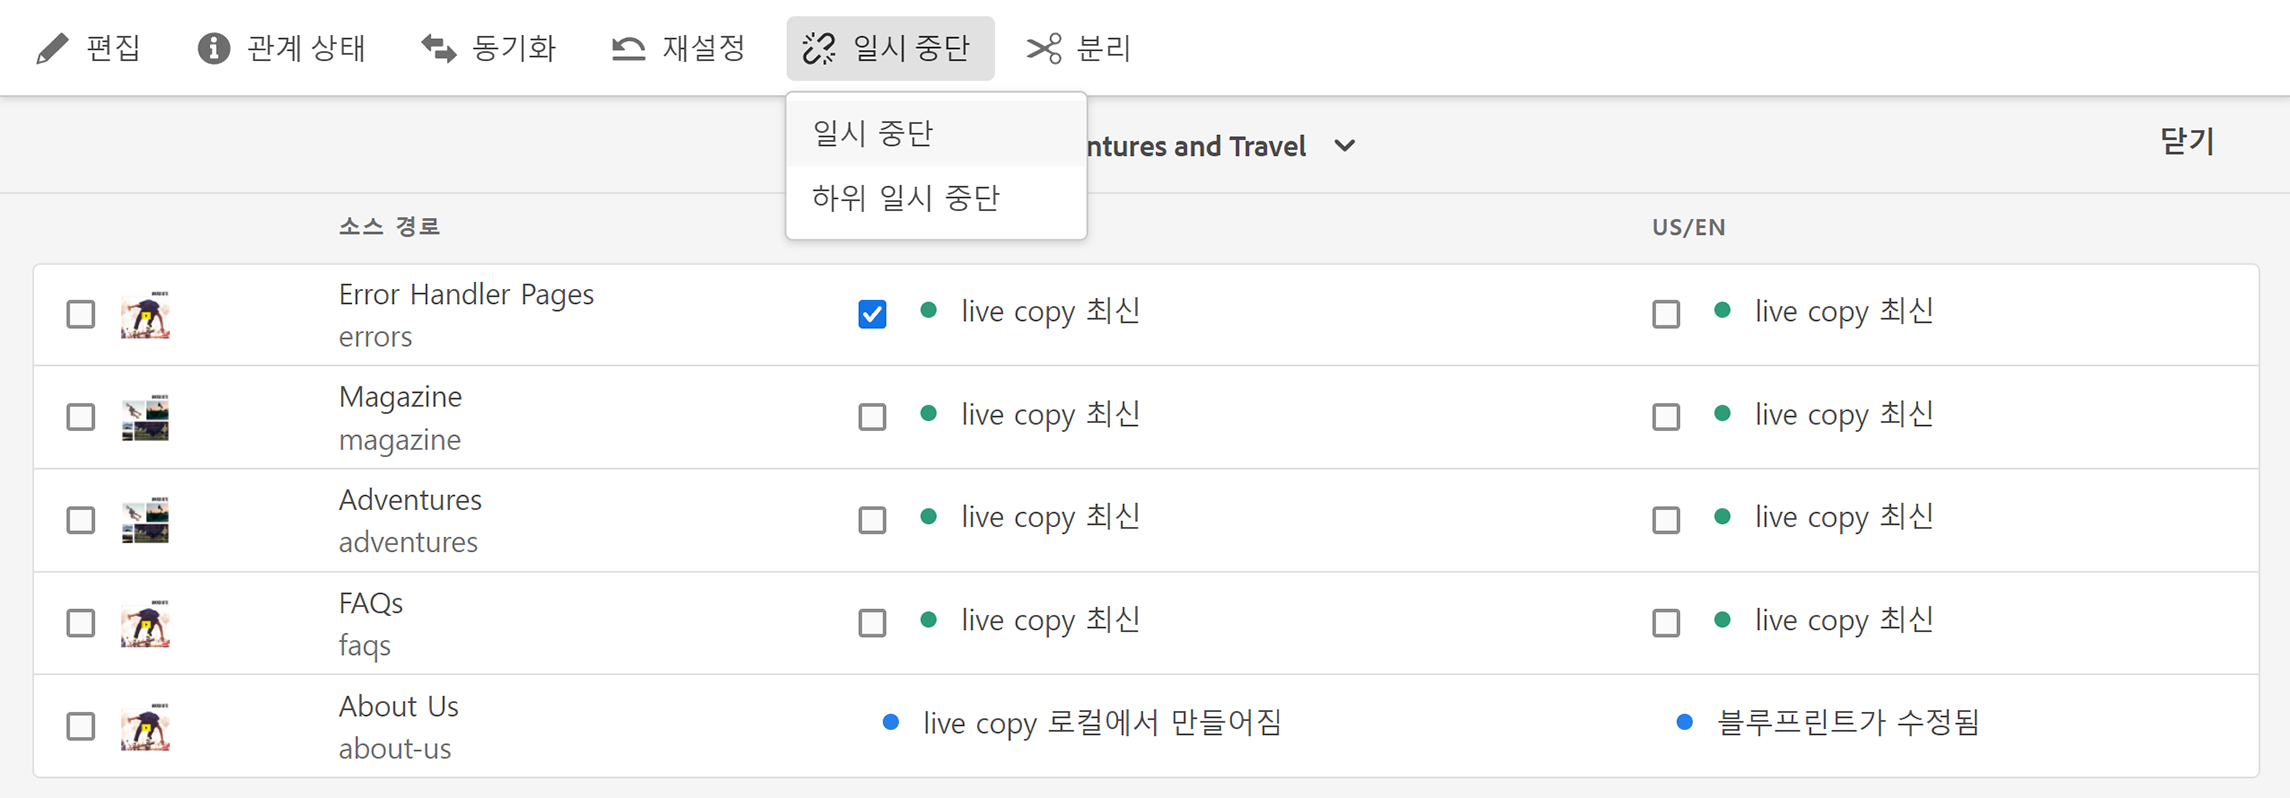 편집 관계 상태 동기화 재설정 일시 중단 분리
일시 중단
하위 일시 중단
ntures and Travel
닫기
소스 경로 US/EN
Error Handler Pages
errors
live copy 최신 live copy 최신
Magazine
magazine
live copy 최신 live copy 최신
Adventures
adventures
live copy 최신 live copy 최신
FAQs
faqs
live copy 최신 live copy 최신
About Us
about-us
live copy 로컬에서 만들어짐 블루프린트가 수정됨